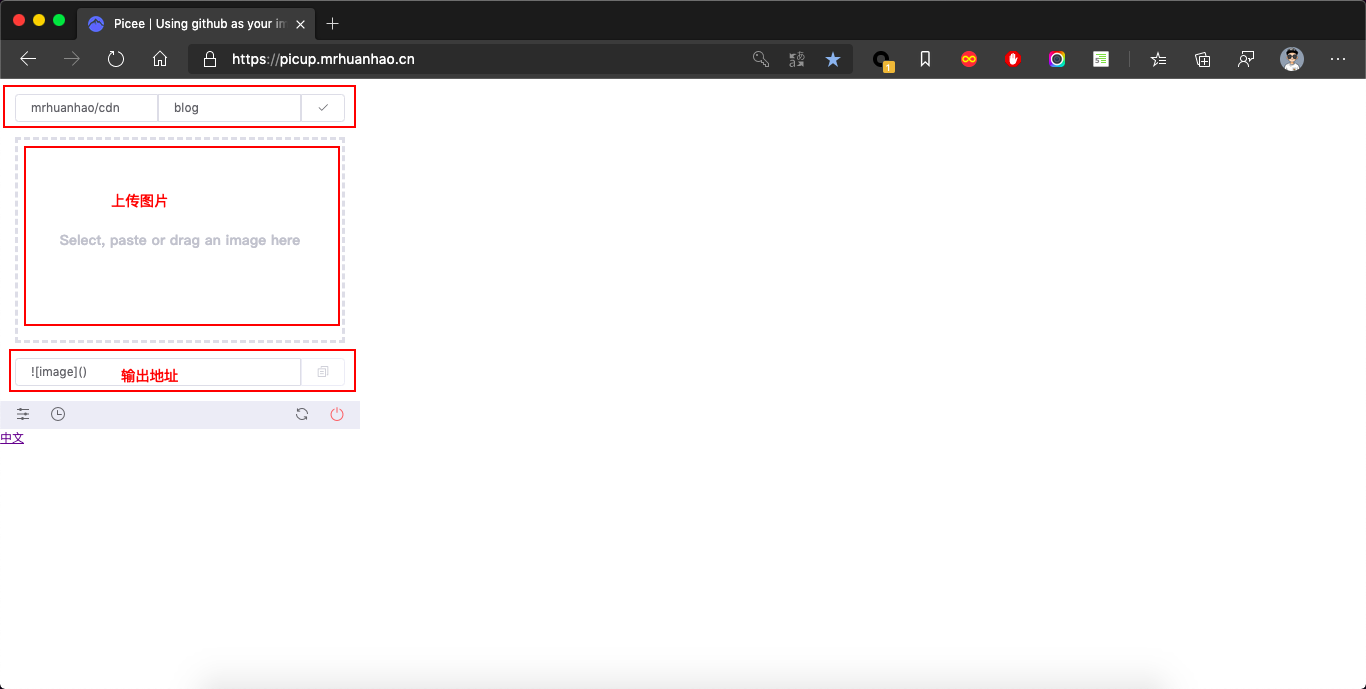 Picee | Using github as your im
https://picup.mrhuanhao.cn
1
mrhuanhao/cdn
blog
上传图片
Select, paste or drag an image here
![image]()
输出地址
中文